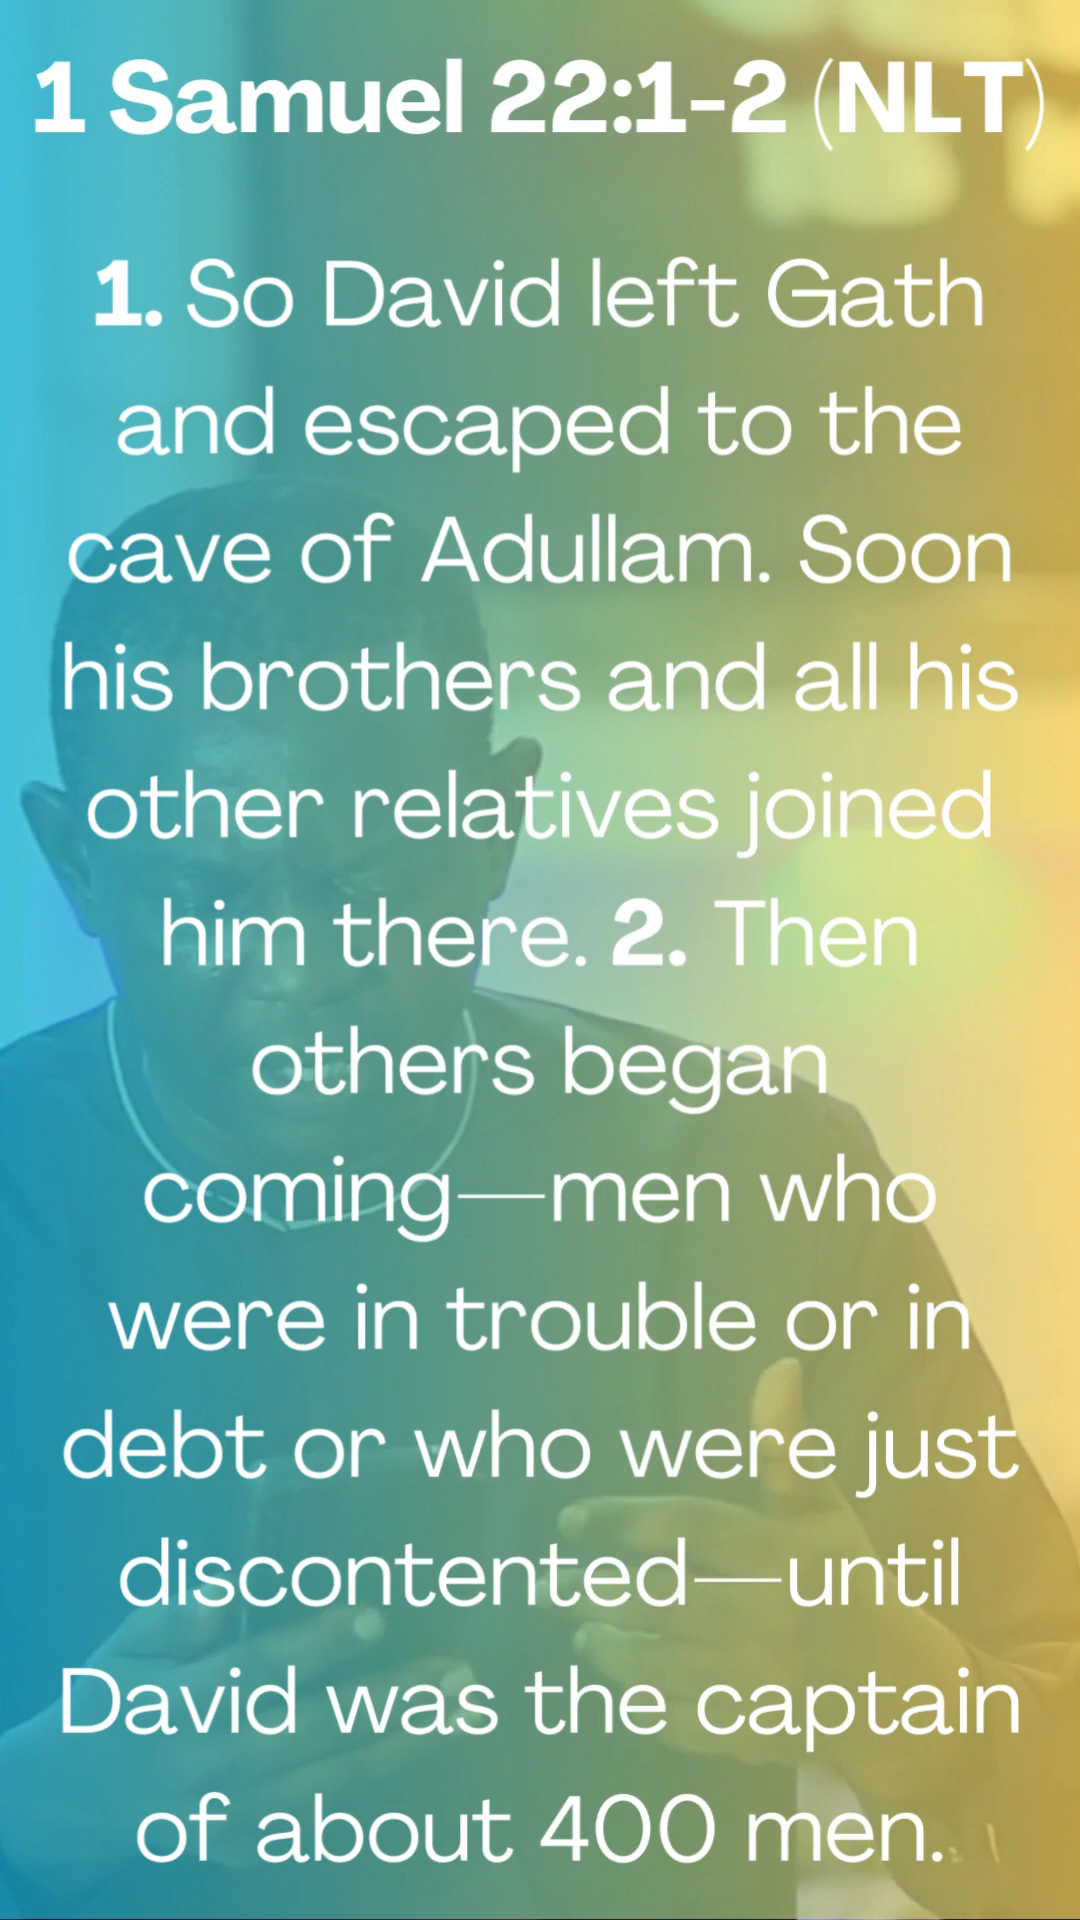 1 Samuel 22:1-2 (NLT)
1. So David left Gath
and escaped to the
cave of Adullam. Soon
his brothers and all his
other relatives joined
him there. 2. Then
others began
coming—men who
were in trouble or in
debt or who were just
discontented—until
David was the captain
of about 400 men.